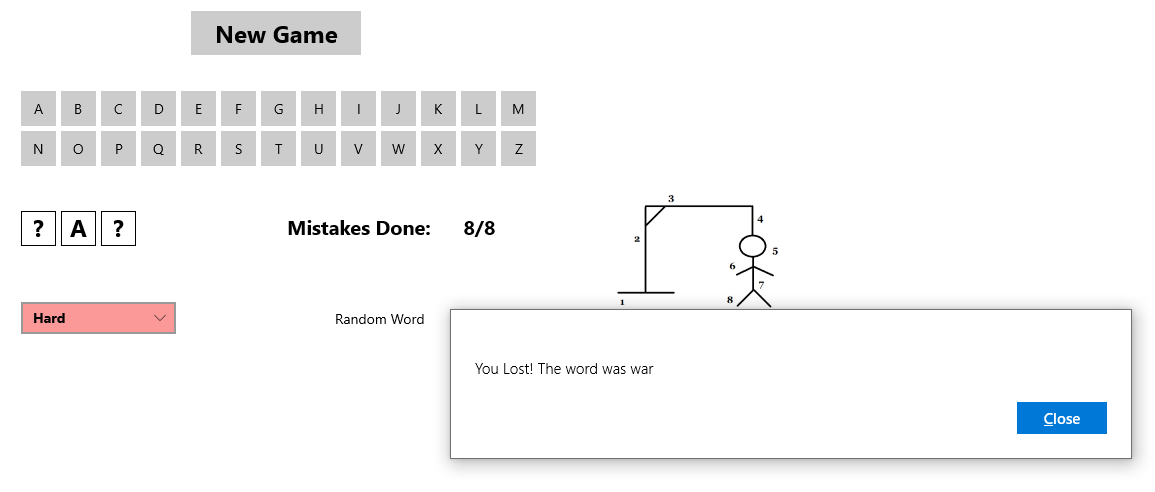 New Game
A B C D E F G H I J K L M
N O P Q R S T U V W X Y Z
? A ?
Mistakes Done: 8/8
3
4
2
5
6
7
8
1
Hard
Random Word
You Lost! The word was war
Close